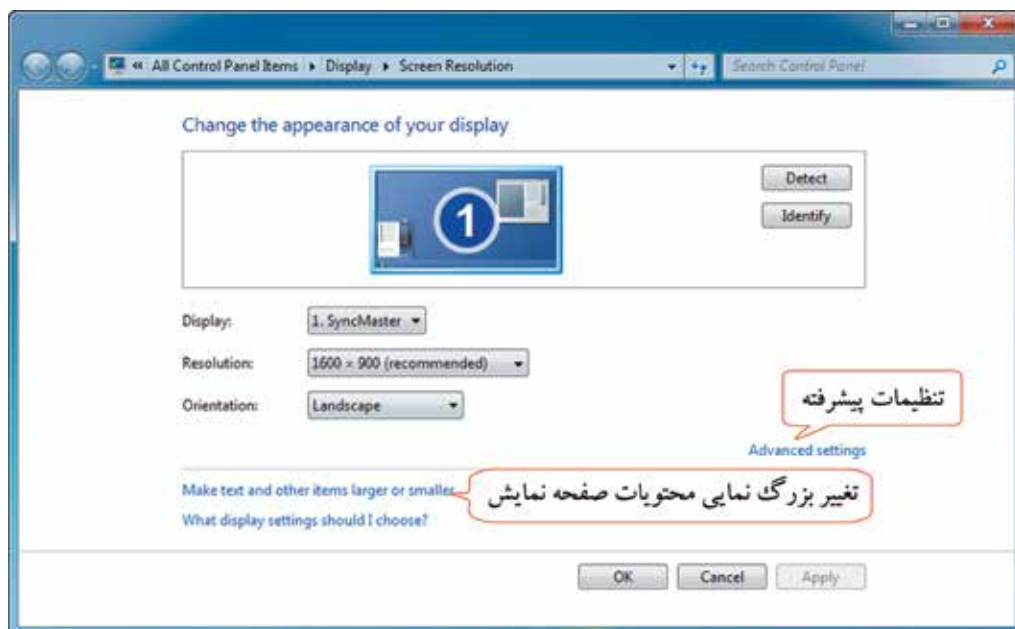 « All Control Panel Items ▸ Display ▸ Screen Resolution
Search Control Panel
Change the appearance of your display
1
Detect
Identify
Display: 1. SyncMaster
Resolution: 1600 × 900 (recommended)
Orientation: Landscape
تنظیمات پیشرفته
Advanced settings
Make text and other items larger or smaller
تغییر بزرگ نمایی محتویات صفحه نمایش
What display settings should I choose?
OK Cancel Apply